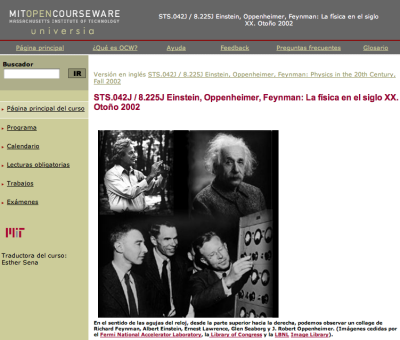 MITOPENCOURSEWARE
MASSACHUSETTS INSTITUTE OF TECHNOLOGY
universia
STS.042J / 8.225J Einstein, Oppenheimer, Feynman: La física en el siglo
XX. Otoño 2002
Página principal
¿Qué es OCW?
Ayuda
Feedback
Preguntas frecuentes
Glosario
Buscador
IR
Página principal del curso
Programa
Calendario
Lecturas obligatorias
Trabajos
Exámenes
MIT
Traductora del curso:
Esther Sena
Versión en inglés STS.042J / 8.225J Einstein, Oppenheimer, Feynman: Physics in the 20th Century,
Fall 2002
STS.042J / 8.225J Einstein, Oppenheimer, Feynman: La física en el siglo XX.
Otoño 2002
En el sentido de las agujas del reloj, desde la parte superior hacia la derecha, podemos observar un collage de
Richard Feynman, Albert Einstein, Ernest Lawrence, Glen Seaborg y J. Robert Oppenheimer. (Imágenes cedidas por
el Fermi National Accelerator Laboratory, la Library of Congress y la LBNL Image Library).